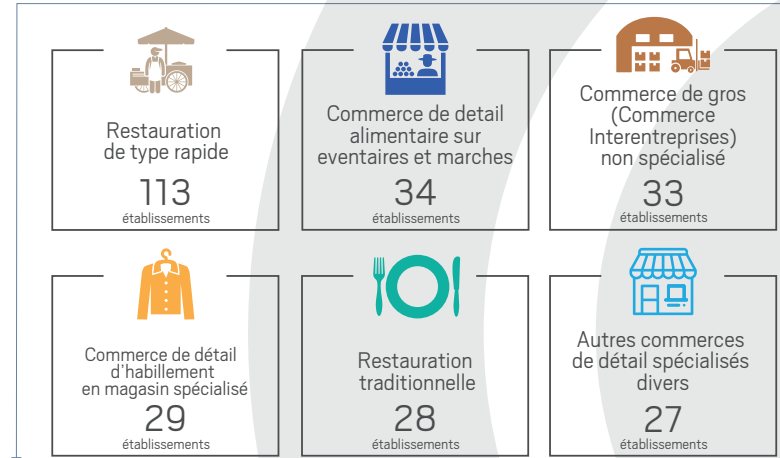 Restauration
de type rapide
113
établissements
Commerce de detail
alimentaire sur
eventaires et marches
34
établissements
Commerce de gros
(Commerce
Interentreprises)
non spécialisé
33
établissements
Commerce de détail
d'habillement
en magasin spécialisé
29
établissements
Restauration
traditionnelle
28
établissements
Autres commerces
de détail spécialisés
divers
27
établissements